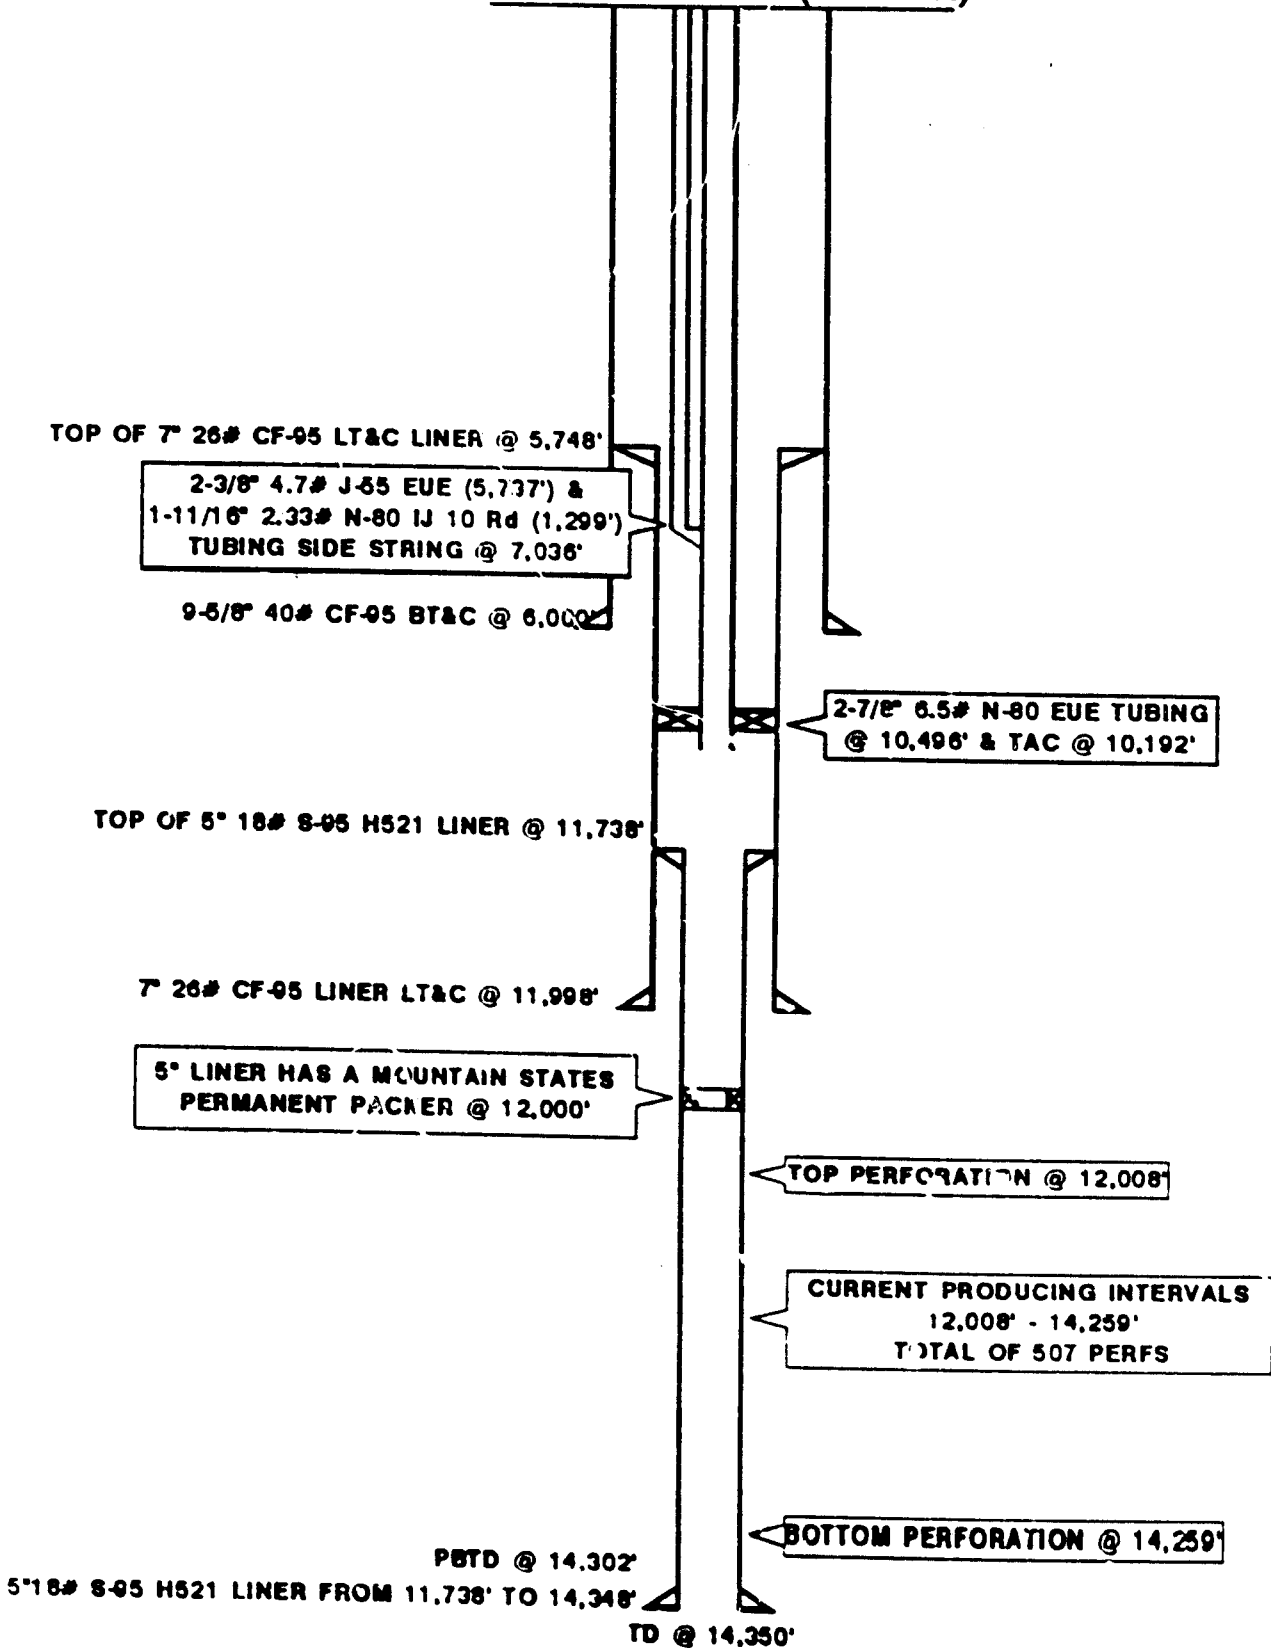 TOP OF 7" 26# CF-95 LT&C LINER @ 5,748'
2-3/8" 4.7# J-55 EUE (5,737') &
1-11/16" 2.33# N-80 IJ 10 Rd (1,299')
TUBING SIDE STRING @ 7,036'
9-5/8" 40# CF-95 BT&C @ 6,000'
2-7/8" 6.5# N-80 EUE TUBING
@ 10,496' & TAC @ 10,192'
TOP OF 5" 18# S-95 H521 LINER @ 11,738'
7" 26# CF-95 LINER LT&C @ 11,998'
5" LINER HAS A MOUNTAIN STATES
PERMANENT PACKER @ 12,000'
TOP PERFORATION @ 12,008'
CURRENT PRODUCING INTERVALS
12,008' - 14,259'
TOTAL OF 507 PERFS
BOTTOM PERFORATION @ 14,259'
PBTD @ 14,302'
5"18# S-95 H521 LINER FROM 11,738' TO 14,348'
TD @ 14,350'